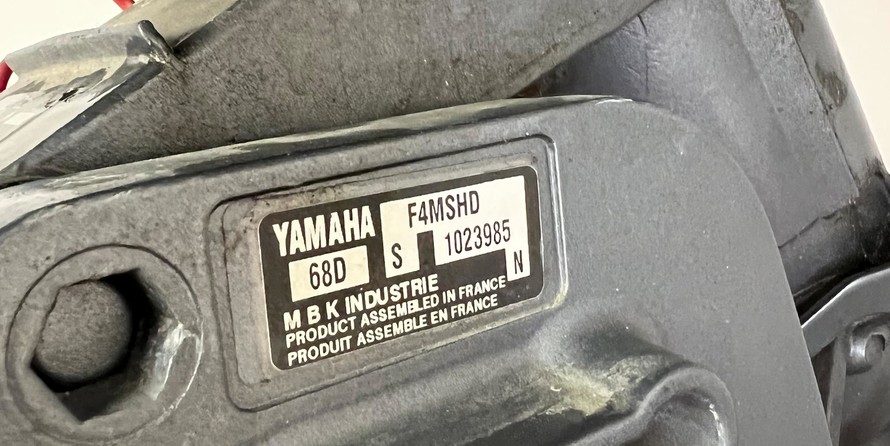 YAMAHA F4MSHD
68D S 1023985
N
M B K INDUSTRIE
PRODUCT ASSEMBLED IN FRANCE
PRODUIT ASSEMBLE EN FRANCE